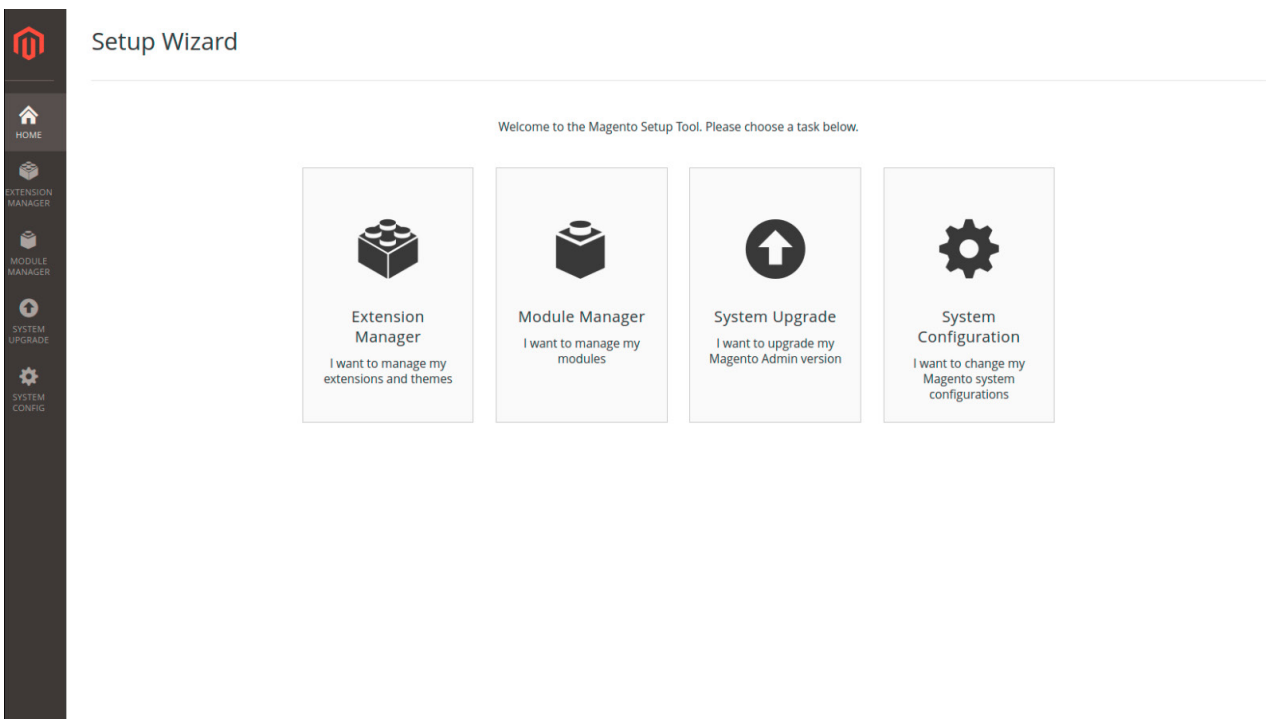 Setup Wizard
HOME
EXTENSION
MANAGER
MODULE
MANAGER
SYSTEM
UPGRADE
SYSTEM
CONFIG
Welcome to the Magento Setup Tool. Please choose a task below.
Extension
Manager
I want to manage my
extensions and themes
Module Manager
I want to manage my
modules
System Upgrade
I want to upgrade my
Magento Admin version
System
Configuration
I want to change my
Magento system
configurations